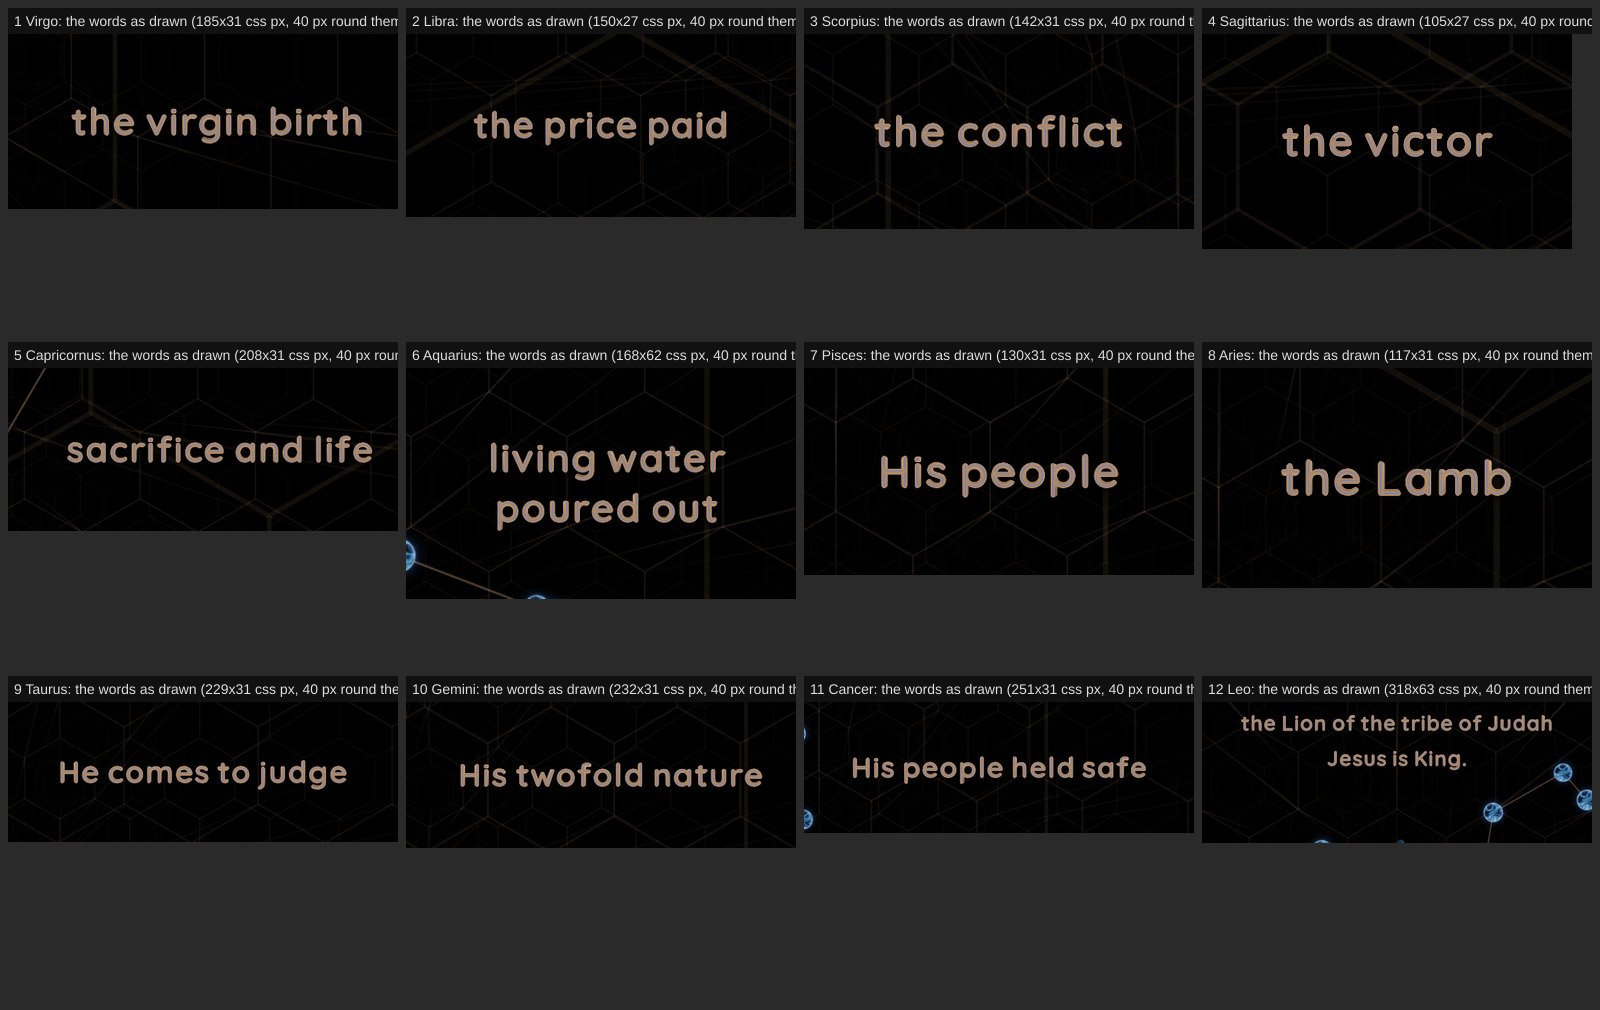 1 Virgo: the words as drawn (185x31 css px, 40 px round them
the virgin birth
2 Libra: the words as drawn (150x27 css px, 40 px round them
the price paid
3 Scorpius: the words as drawn (142x31 css px, 40 px round t
the conflict
4 Sagittarius: the words as drawn (105x27 css px, 40 px round
the victor
5 Capricornus: the words as drawn (208x31 css px, 40 px roun
sacrifice and life
6 Aquarius: the words as drawn (168x62 css px, 40 px round t
living water
poured out
7 Pisces: the words as drawn (130x31 css px, 40 px round the
His people
8 Aries: the words as drawn (117x31 css px, 40 px round them
the Lamb
9 Taurus: the words as drawn (229x31 css px, 40 px round the
He comes to judge
10 Gemini: the words as drawn (232x31 css px, 40 px round th
His twofold nature
11 Cancer: the words as drawn (251x31 css px, 40 px round th
His people held safe
12 Leo: the words as drawn (318x63 css px, 40 px round them
the Lion of the tribe of Judah
Jesus is King.